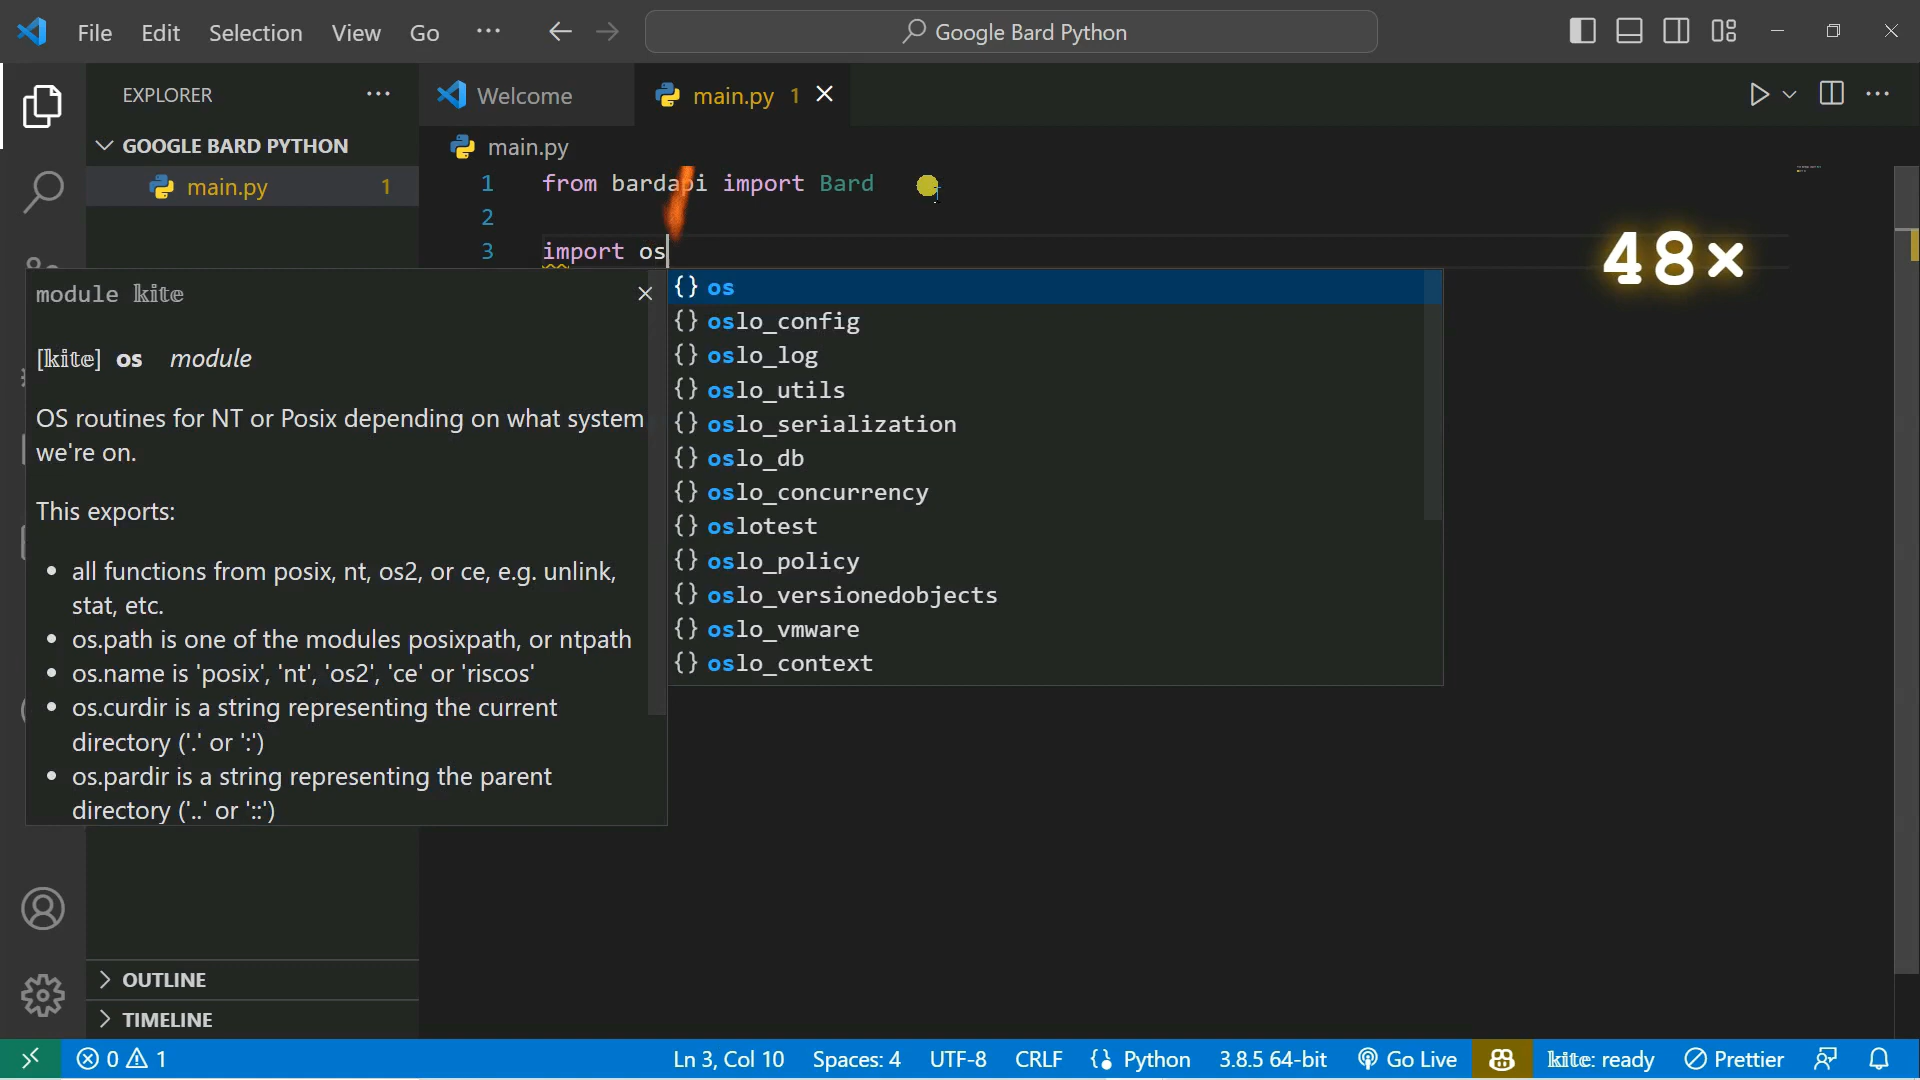 File Edit Selection View Go ··· Google Bard Python
EXPLORER ···
Welcome
main.py 1
GOOGLE BARD PYTHON
main.py 1
main.py
1 from bardapi import Bard
2
3 import os
48×
module kite
[kite] os module
OS routines for NT or Posix depending on what system
we're on.
This exports:
• all functions from posix, nt, os2, or ce, e.g. unlink,
stat, etc.
• os.path is one of the modules posixpath, or ntpath
• os.name is 'posix', 'nt', 'os2', 'ce' or 'riscos'
• os.curdir is a string representing the current
directory ('.' or ':')
• os.pardir is a string representing the parent
directory ('..' or '::')
{} os
{} oslo_config
{} oslo_log
{} oslo_utils
{} oslo_serialization
{} oslo_db
{} oslo_concurrency
{} oslotest
{} oslo_policy
{} oslo_versionedobjects
{} oslo_vmware
{} oslo_context
OUTLINE
TIMELINE
0 1 Ln 3, Col 10 Spaces: 4 UTF-8 CRLF {} Python 3.8.5 64-bit Go Live kite: ready Prettier